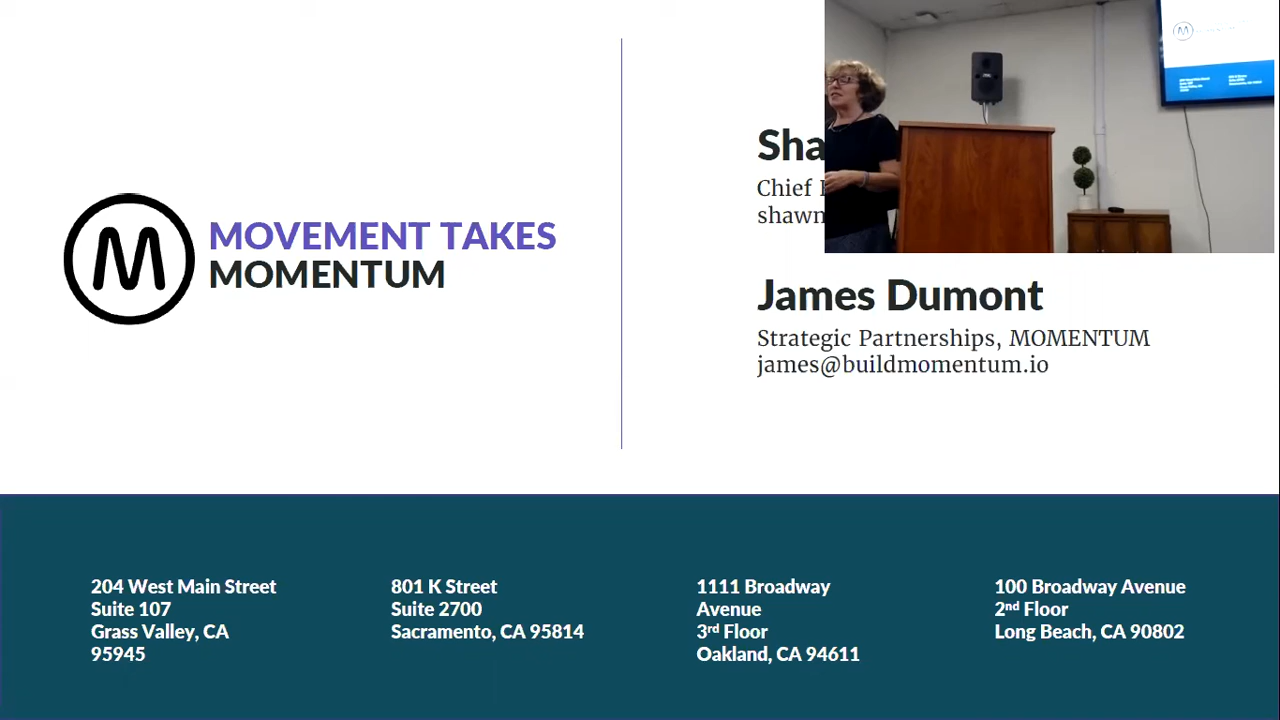 MOVEMENT TAKES
MOMENTUM
Sha
Chief
shawn
James Dumont
Strategic Partnerships, MOMENTUM
james@buildmomentum.io
204 West Main Street
Suite 107
Grass Valley, CA
95945
801 K Street
Suite 2700
Sacramento, CA 95814
1111 Broadway
Avenue
3rd Floor
Oakland, CA 94611
100 Broadway Avenue
2nd Floor
Long Beach, CA 90802